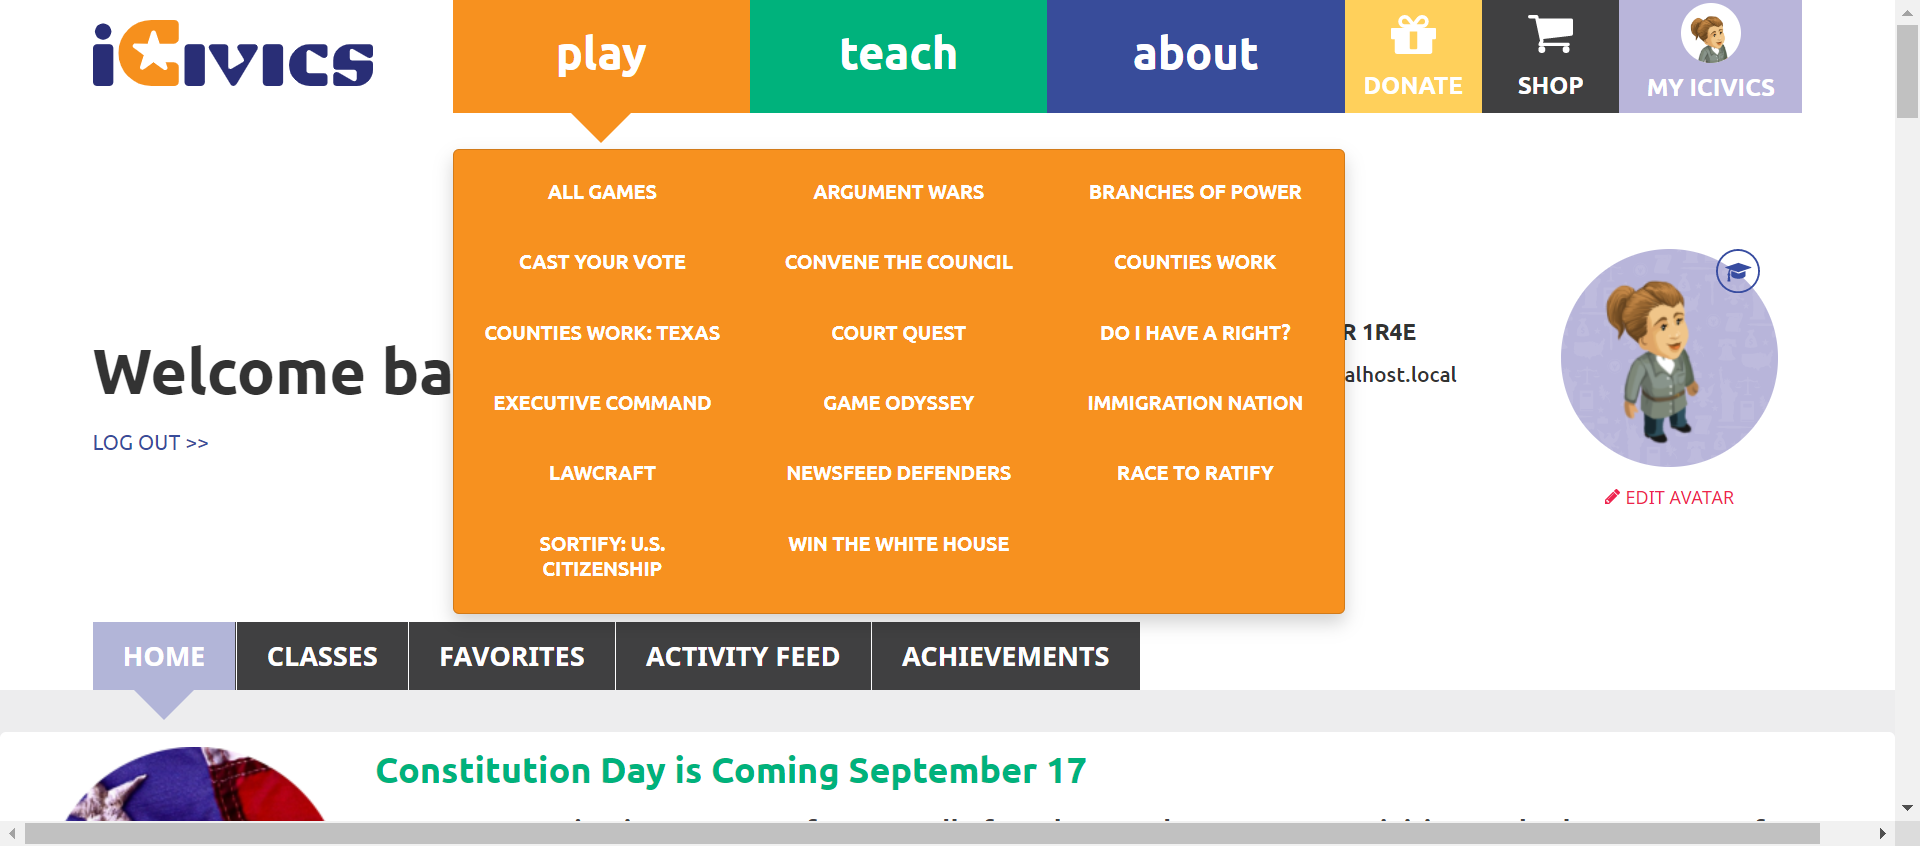 iCivics
play
teach
about
DONATE
SHOP
MY ICIVICS
ALL GAMES
ARGUMENT WARS
BRANCHES OF POWER
CAST YOUR VOTE
CONVENE THE COUNCIL
COUNTIES WORK
COUNTIES WORK: TEXAS
COURT QUEST
DO I HAVE A RIGHT?
EXECUTIVE COMMAND
GAME ODYSSEY
IMMIGRATION NATION
LAWCRAFT
NEWSFEED DEFENDERS
RACE TO RATIFY
SORTIFY: U.S.
CITIZENSHIP
WIN THE WHITE HOUSE
Welcome ba
LOG OUT >>
R 1R4E
alhost.local
EDIT AVATAR
HOME
CLASSES
FAVORITES
ACTIVITY FEED
ACHIEVEMENTS
Constitution Day is Coming September 17